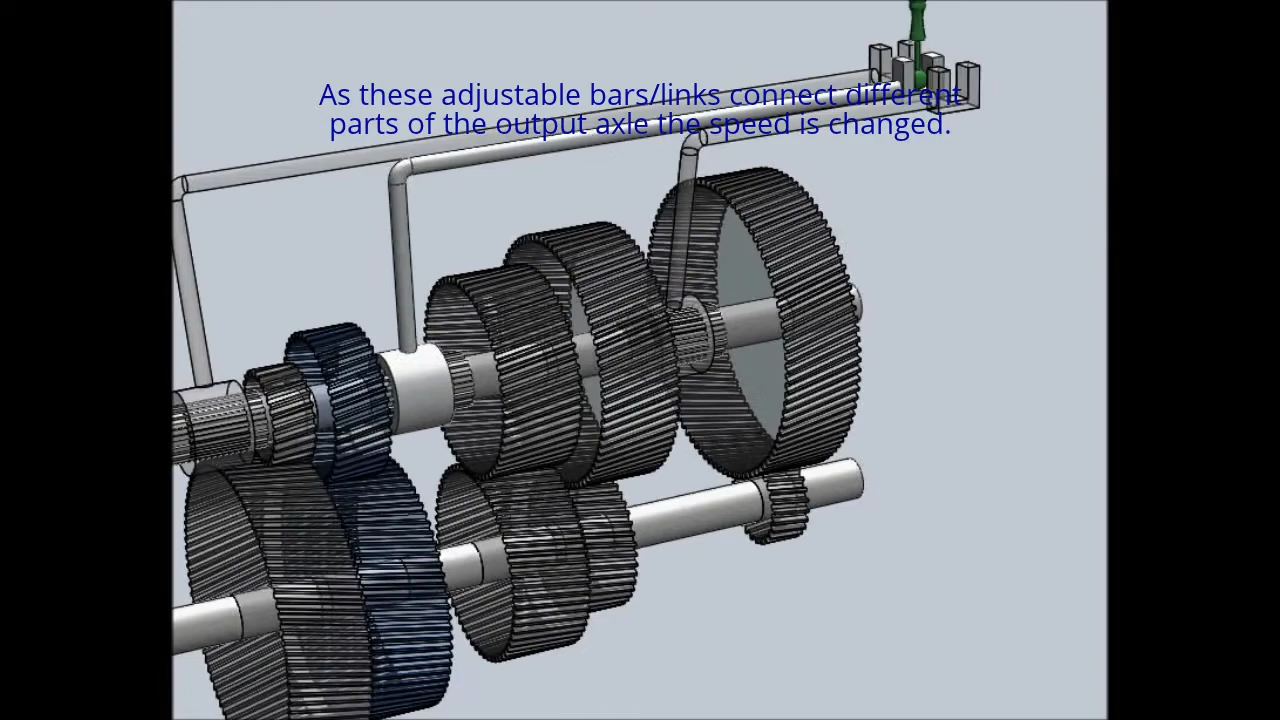 As these adjustable bars/links connect different
parts of the output axle the speed is changed.